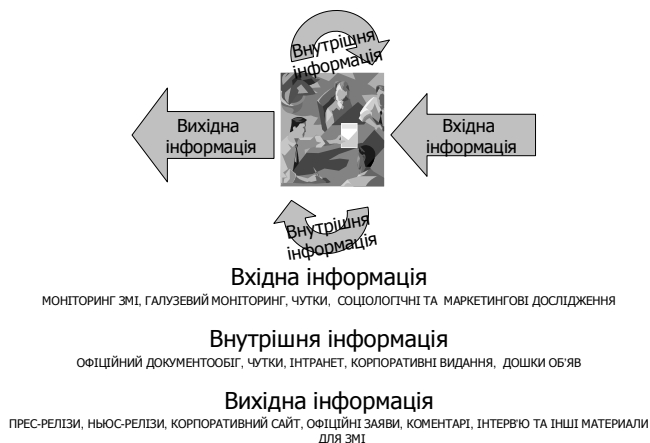 Внутрішня
інформація
Вихідна
інформація
Вхідна
інформація
Внутрішня
інформація
Вхідна інформація
МОНІТОРИНГ ЗМІ, ГАЛУЗЕВИЙ МОНІТОРИНГ, ЧУТКИ, СОЦІОЛОГІЧНІ ТА МАРКЕТИНГОВІ ДОСЛІДЖЕННЯ
Внутрішня інформація
ОФІЦІЙНИЙ ДОКУМЕНТООБІГ, ЧУТКИ, ІНТРАНЕТ, КОРПОРАТИВНІ ВИДАННЯ, ДОШКИ ОБ'ЯВ
Вихідна інформація
ПРЕС-РЕЛІЗИ, НЬЮС-РЕЛІЗИ, КОРПОРАТИВНИЙ САЙТ, ОФІЦІЙНІ ЗАЯВИ, КОМЕНТАРІ, ІНТЕРВ'Ю ТА ІНШІ МАТЕРИАЛИ
ДЛЯ ЗМІ